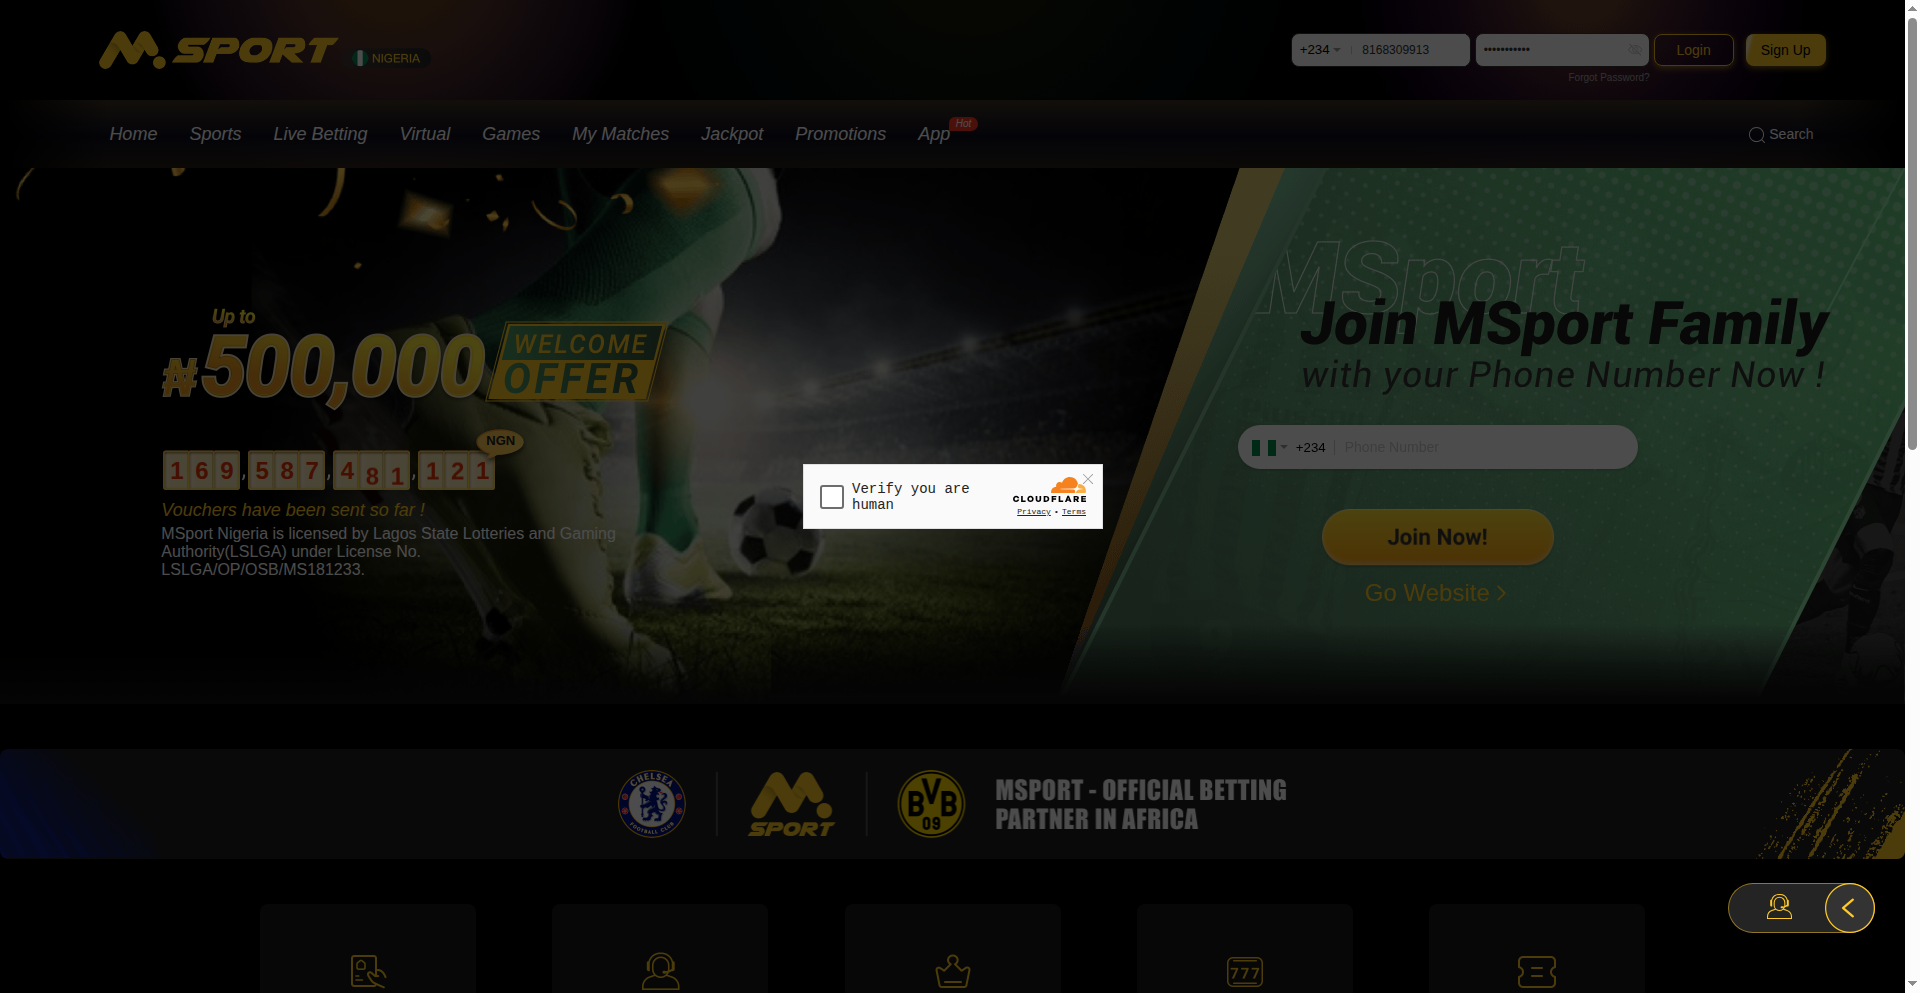 M.SPORT
NIGERIA
+234
8168309913
•••••••••••
Login
Sign Up
Forgot Password?
Home
Sports
Live Betting
Virtual
Games
My Matches
Jackpot
Promotions
App
Hot
Search
Up to
₦500,000
WELCOME
OFFER
NGN
169,587,481,121
Vouchers have been sent so far !
MSport Nigeria is licensed by Lagos State Lotteries and Gaming
Authority(LSLGA) under License No.
LSLGA/OP/OSB/MS181233.
Verify you are
human
CLOUDFLARE
Privacy • Terms
MSport
Join MSport Family
with your Phone Number Now !
+234
Phone Number
Join Now!
Go Website
CHELSEA
FOOTBALL CLUB
M.
SPORT
BVB
09
MSPORT - OFFICIAL BETTING
PARTNER IN AFRICA
777